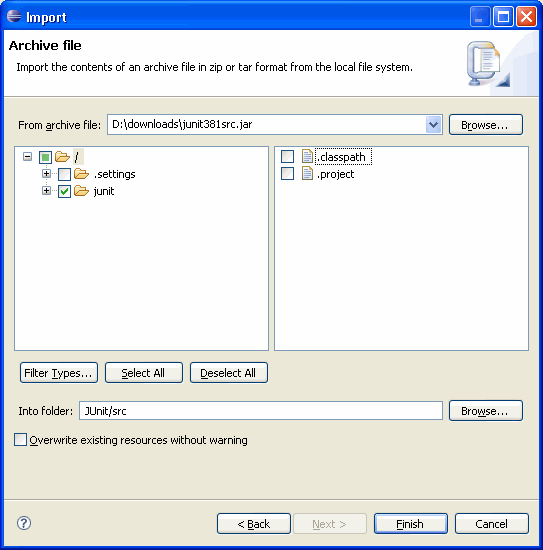 Import
Archive file
Import the contents of an archive file in zip or tar format from the local file system.
From archive file: D:\downloads\junit381src.jar Browse...
/
.settings
junit
.classpath
.project
Filter Types... Select All Deselect All
Into folder: JUnit/src Browse...
Overwrite existing resources without warning
? < Back Next > Finish Cancel